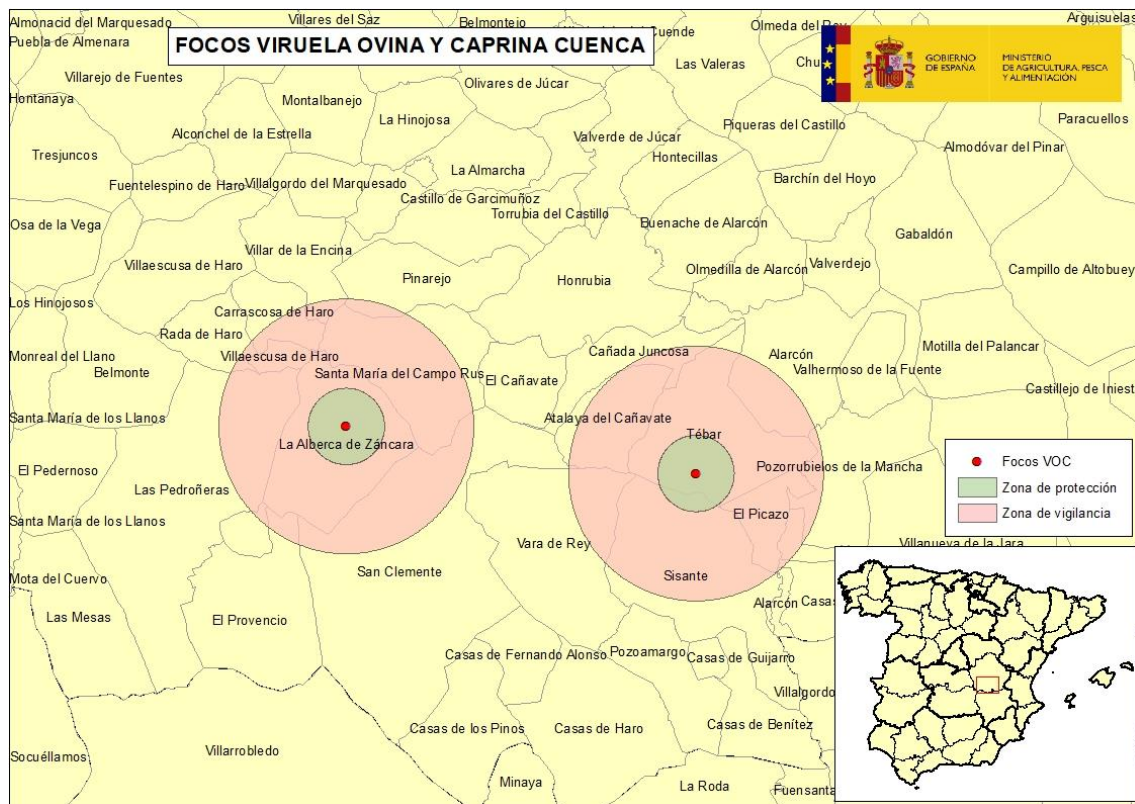 Almonacid del Marquesado
Villares del Saz
Belmontejo
Olmeda del Rey
Arguisuelas
Puebla de Almenara
FOCOS VIRUELA OVINA Y CAPRINA CUENCA
GOBIERNO
DE ESPAÑA
MINISTERIO
DE AGRICULTURA, PESCA
Y ALIMENTACIÓN
Villarejo de Fuentes
Las Valeras
Olivares de Júcar
Hontanaya
Montalbanejo
La Hinojosa
Piqueras del Castillo
Paracuellos
Alconchel de la Estrella
Valverde de Júcar
Almodóvar del Pinar
Tresjuncos
Hontecillas
La Almarcha
Barchín del Hoyo
Fuentelespino de Haro
Villalgordo del Marquesado
Castillo de Garcimuñoz
Torrubia del Castillo
Osa de la Vega
Buenache de Alarcón
Gabaldón
Villar de la Encina
Villaescusa de Haro
Pinarejo
Honrubia
Olmedilla de Alarcón
Valverdejo
Campillo de Altobuey
Los Hinojosos
Carrascosa de Haro
Rada de Haro
Monreal del Llano
Villaescusa de Haro
Cañada Juncosa
Alarcón
Motilla del Palancar
Belmonte
Santa María del Campo Rus
El Cañavate
Valhermoso de la Fuente
Castillejo de Iniest
Santa María de los Llanos
Atalaya del Cañavate
La Alberca de Záncara
Tébar
El Pedernoso
Pozorrubielos de la Mancha
Focos VOC
Las Pedroñeras
Zona de protección
Santa María de los Llanos
El Picazo
Zona de vigilancia
Vara de Rey
Villanueva de la Jara
Mota del Cuervo
San Clemente
Sisante
Las Mesas
El Provencio
Alarcón
Casas
Casas de Fernando Alonso
Pozoamargo
Casas de Guijarro
Villalgordo
Casas de los Pinos
Casas de Haro
Casas de Benítez
Socuéllamos
Villarrobledo
Minaya
La Roda
Fuensanta